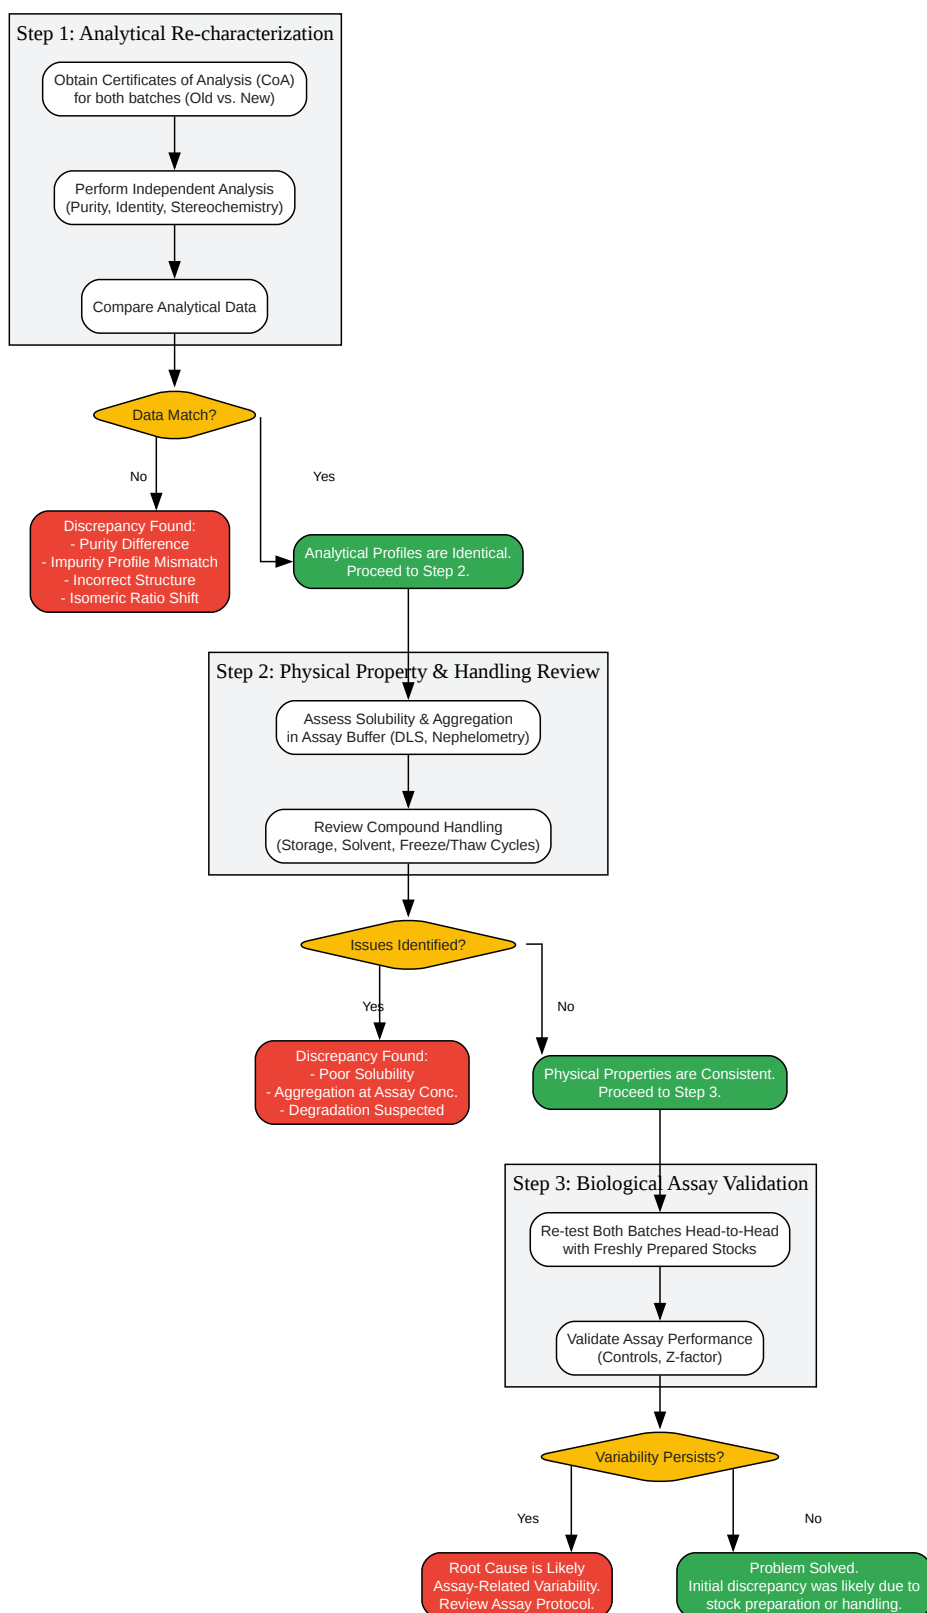 Step 1: Analytical Re-characterization
Obtain Certificates of Analysis (CoA)
for both batches (Old vs. New)
Perform Independent Analysis
(Purity, Identity, Stereochemistry)
Compare Analytical Data
Data Match?
No
Yes
Discrepancy Found:
- Purity Difference
- Impurity Profile Mismatch
- Incorrect Structure
- Isomeric Ratio Shift
Analytical Profiles are Identical.
Proceed to Step 2.
Step 2: Physical Property & Handling Review
Assess Solubility & Aggregation
in Assay Buffer (DLS, Nephelometry)
Review Compound Handling
(Storage, Solvent, Freeze/Thaw Cycles)
Issues Identified?
Yes
No
Discrepancy Found:
- Poor Solubility
- Aggregation at Assay Conc.
- Degradation Suspected
Physical Properties are Consistent.
Proceed to Step 3.
Step 3: Biological Assay Validation
Re-test Both Batches Head-to-Head
with Freshly Prepared Stocks
Validate Assay Performance
(Controls, Z-factor)
Variability Persists?
Yes
No
Root Cause is Likely
Assay-Related Variability.
Review Assay Protocol.
Problem Solved.
Initial discrepancy was likely due to
stock preparation or handling.